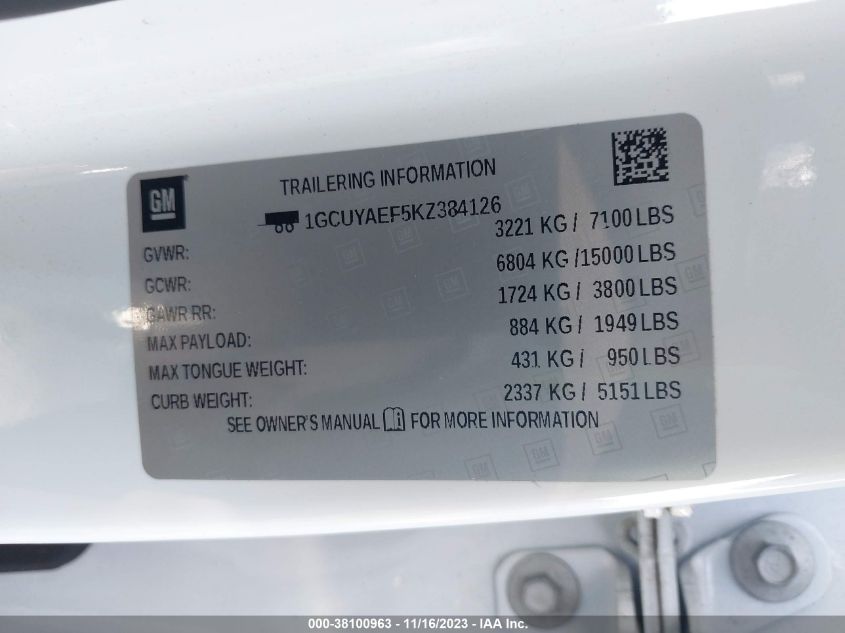 GM
TRAILERING INFORMATION
1GCUYAEF5KZ384126
GVWR: 3221 KG / 7100 LBS
GCWR: 6804 KG /15000 LBS
GAWR RR: 1724 KG / 3800 LBS
MAX PAYLOAD: 884 KG / 1949 LBS
MAX TONGUE WEIGHT: 431 KG / 950 LBS
CURB WEIGHT: 2337 KG / 5151 LBS
SEE OWNER'S MANUAL FOR MORE INFORMATION
000-38100963 - 11/16/2023 - IAA Inc.